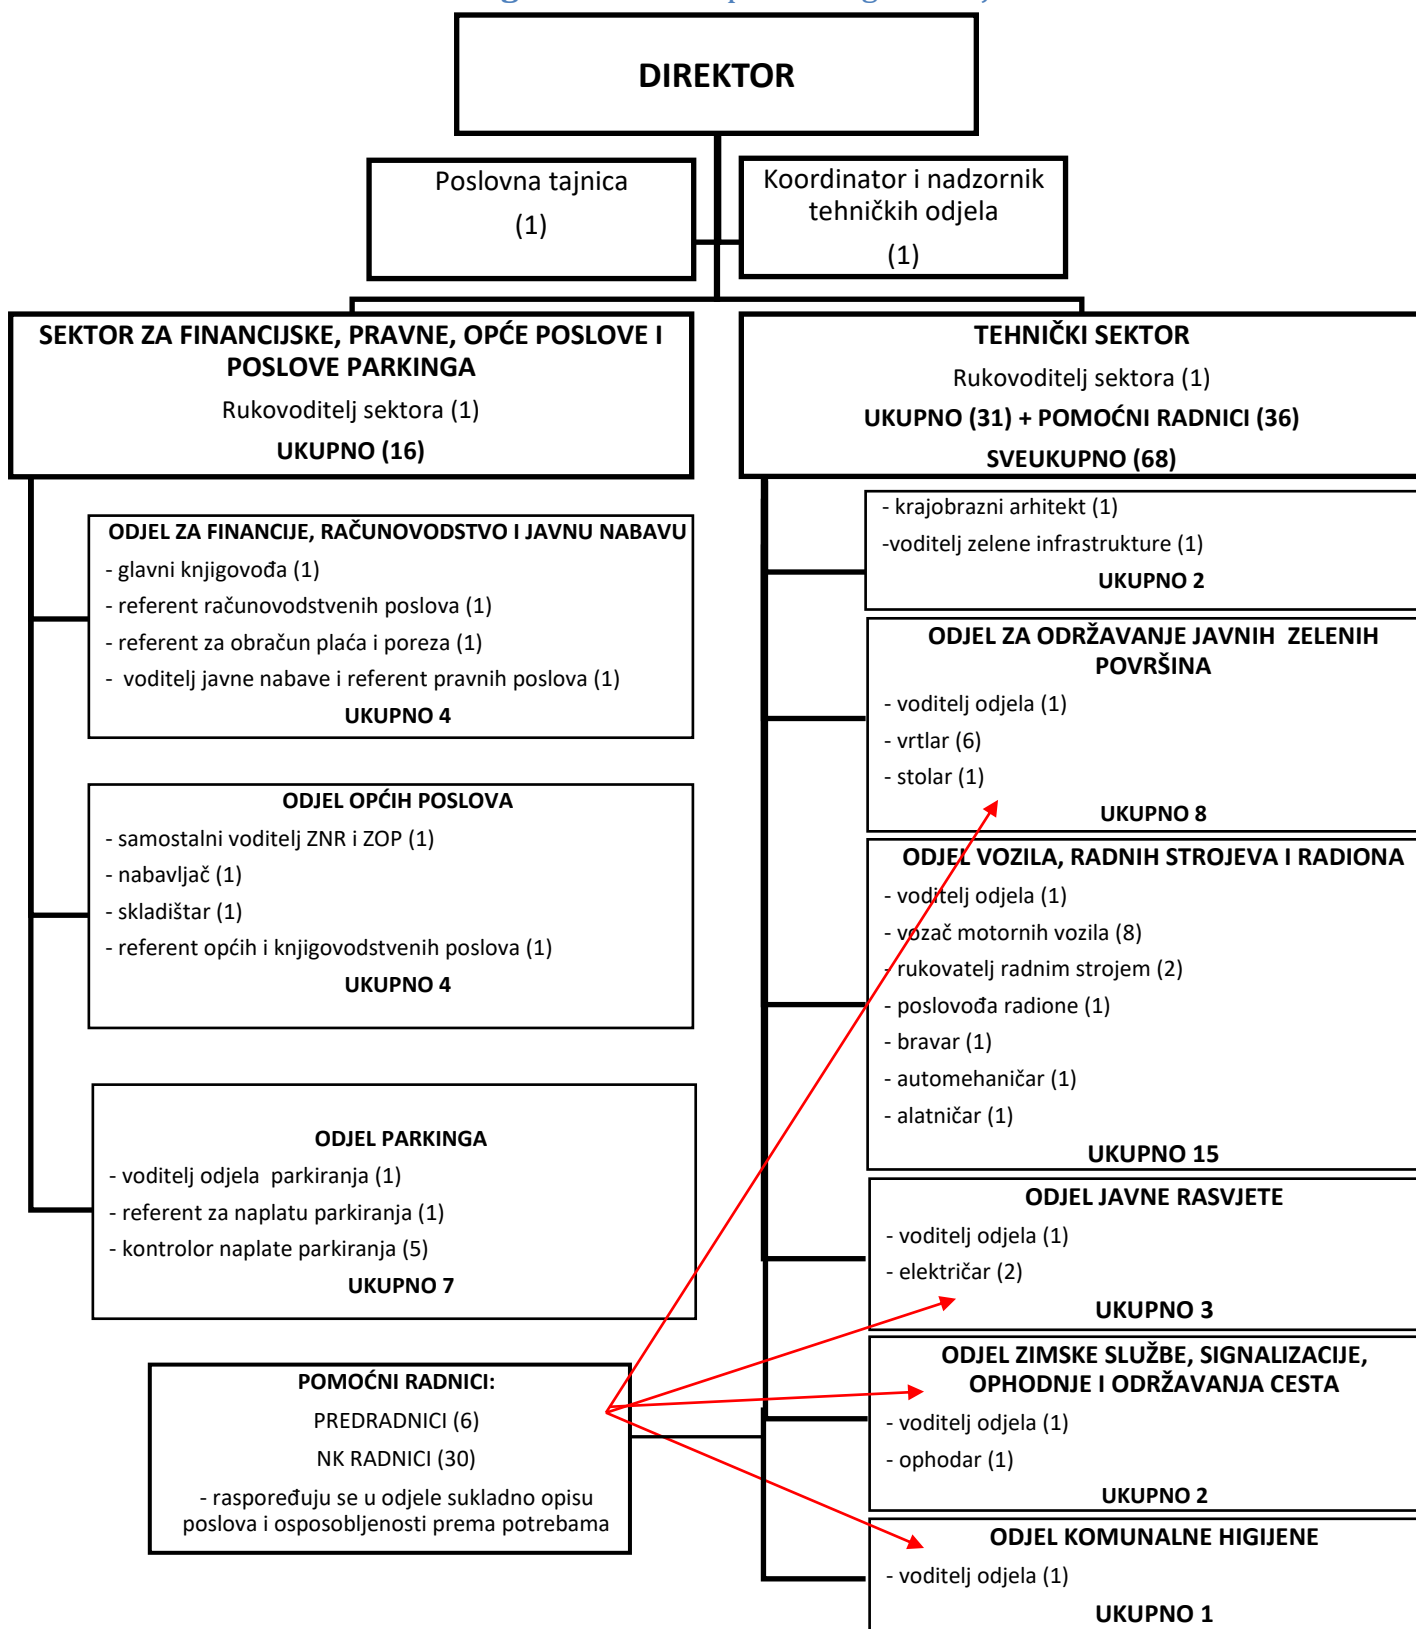 DIREKTOR
Poslovna tajnica
(1)
Koordinator i nadzornik
tehničkih odjela
(1)
SEKTOR ZA FINANCIJSKE, PRAVNE, OPĆE POSLOVE I
POSLOVE PARKINGA
Rukovoditelj sektora (1)
UKUPNO (16)
TEHNIČKI SEKTOR
Rukovoditelj sektora (1)
UKUPNO (31) + POMOĆNI RADNICI (36)
SVEUKUPNO (68)
ODJEL ZA FINANCIJE, RAČUNOVODSTVO I JAVNU NABAVU
- glavni knjigovođa (1)
- referent računovodstvenih poslova (1)
- referent za obračun plaća i poreza (1)
- voditelj javne nabave i referent pravnih poslova (1)
UKUPNO 4
ODJEL OPĆIH POSLOVA
- samostalni voditelj ZNR i ZOP (1)
- nabavljač (1)
- skladištar (1)
- referent općih i knjigovodstvenih poslova (1)
UKUPNO 4
ODJEL PARKINGA
- voditelj odjela parkiranja (1)
- referent za naplatu parkiranja (1)
- kontrolor naplate parkiranja (5)
UKUPNO 7
POMOĆNI RADNICI:
PREDRADNICI (6)
NK RADNICI (30)
- raspoređuju se u odjele sukladno opisu
poslova i osposobljenosti prema potrebama
- krajobrazni arhitekt (1)
-voditelj zelene infrastrukture (1)
UKUPNO 2
ODJEL ZA ODRŽAVANJE JAVNIH ZELENIH
POVRŠINA
- voditelj odjela (1)
- vrtlar (6)
- stolar (1)
UKUPNO 8
ODJEL VOZILA, RADNIH STROJEVA I RADIONA
- voditelj odjela (1)
- vozač motornih vozila (8)
- rukovatelj radnim strojem (2)
- poslovođa radione (1)
- bravar (1)
- automehaničar (1)
- alatničar (1)
UKUPNO 15
ODJEL JAVNE RASVJETE
- voditelj odjela (1)
- električar (2)
UKUPNO 3
ODJEL ZIMSKE SLUŽBE, SIGNALIZACIJE,
OPHODNJE I ODRŽAVANJA CESTA
- voditelj odjela (1)
- ophodar (1)
UKUPNO 2
ODJEL KOMUNALNE HIGIJENE
- voditelj odjela (1)
UKUPNO 1